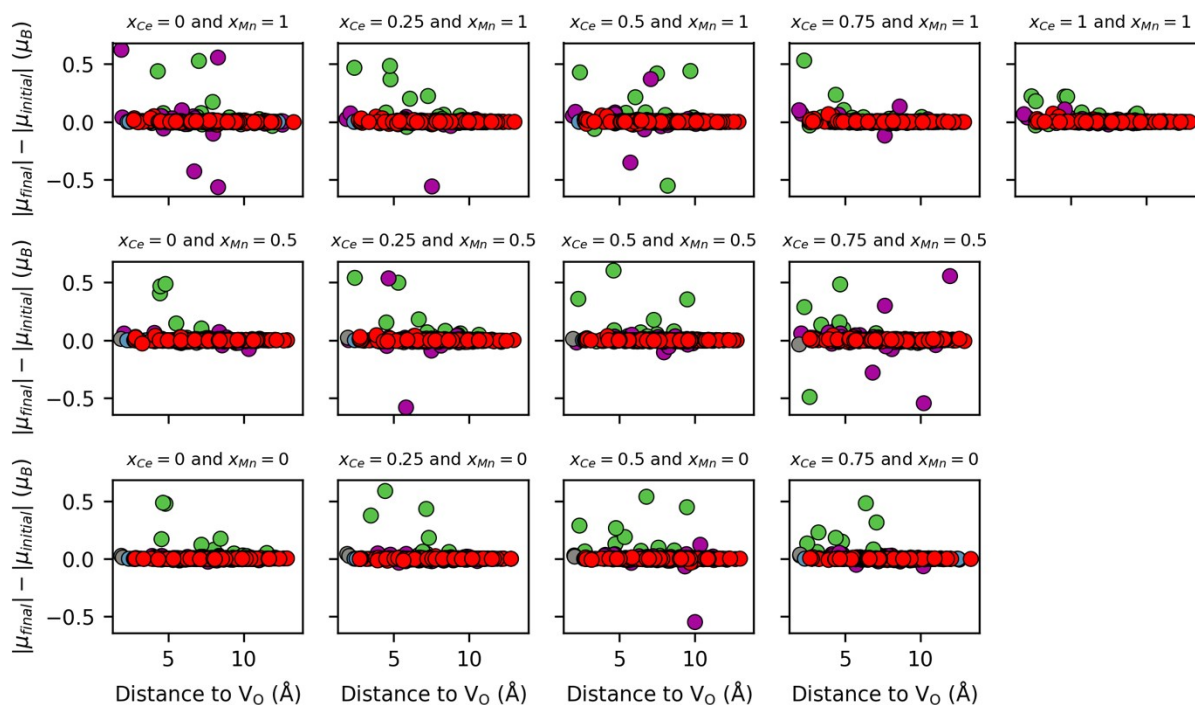 x_Ce = 0 and x_Mn = 1
x_Ce = 0.25 and x_Mn = 1
x_Ce = 0.5 and x_Mn = 1
x_Ce = 0.75 and x_Mn = 1
x_Ce = 1 and x_Mn = 1
|μ_final| − |μ_initial| (μ_B)
0.5
0.0
−0.5
x_Ce = 0 and x_Mn = 0.5
x_Ce = 0.25 and x_Mn = 0.5
x_Ce = 0.5 and x_Mn = 0.5
x_Ce = 0.75 and x_Mn = 0.5
|μ_final| − |μ_initial| (μ_B)
0.5
0.0
−0.5
x_Ce = 0 and x_Mn = 0
x_Ce = 0.25 and x_Mn = 0
x_Ce = 0.5 and x_Mn = 0
x_Ce = 0.75 and x_Mn = 0
|μ_final| − |μ_initial| (μ_B)
0.5
0.0
−0.5
5 10
5 10
5 10
5 10
Distance to V_O (Å)
Distance to V_O (Å)
Distance to V_O (Å)
Distance to V_O (Å)